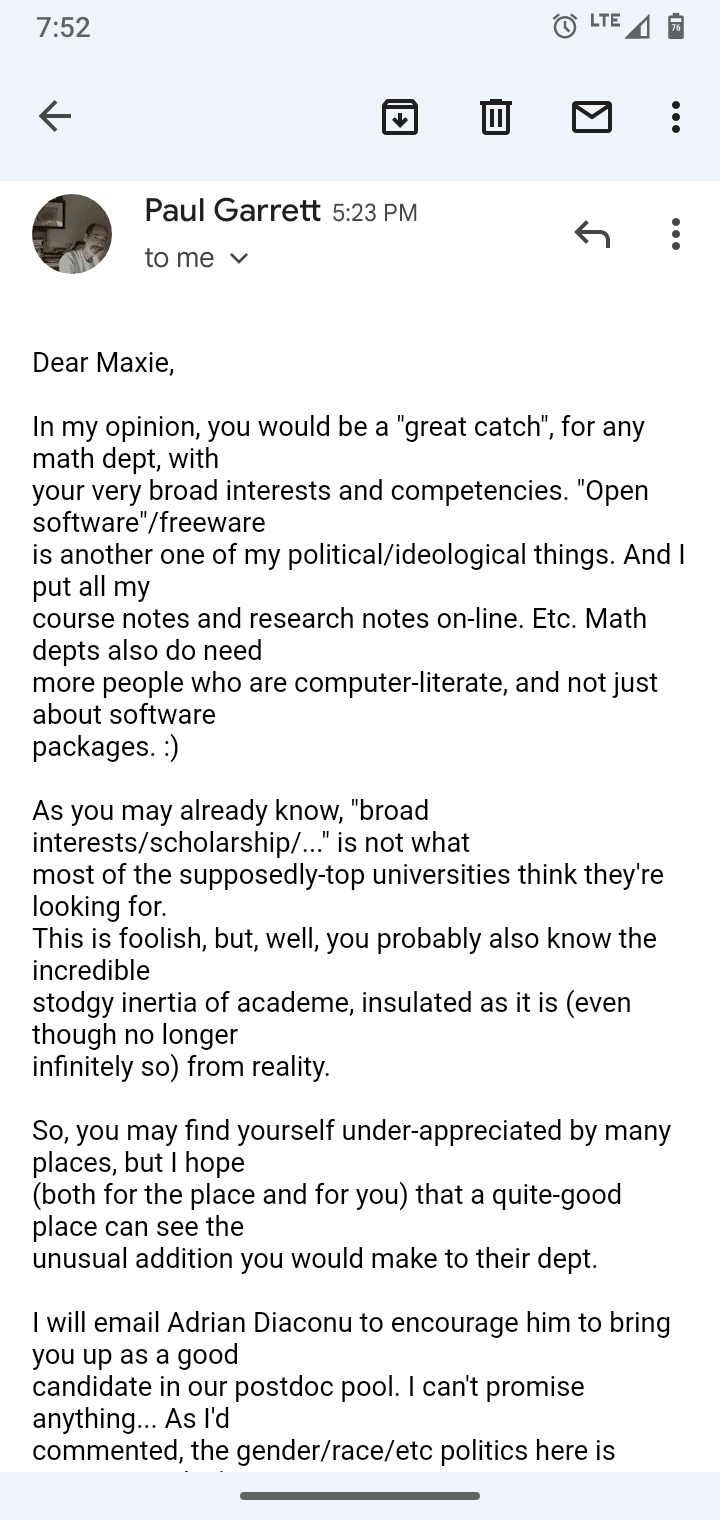 7:52
LTE
76
Paul Garrett 5:23 PM
to me
Dear Maxie,
In my opinion, you would be a "great catch", for any
math dept, with
your very broad interests and competencies. "Open
software"/freeware
is another one of my political/ideological things. And I
put all my
course notes and research notes on-line. Etc. Math
depts also do need
more people who are computer-literate, and not just
about software
packages. :)
As you may already know, "broad
interests/scholarship/..." is not what
most of the supposedly-top universities think they're
looking for.
This is foolish, but, well, you probably also know the
incredible
stodgy inertia of academe, insulated as it is (even
though no longer
infinitely so) from reality.
So, you may find yourself under-appreciated by many
places, but I hope
(both for the place and for you) that a quite-good
place can see the
unusual addition you would make to their dept.
I will email Adrian Diaconu to encourage him to bring
you up as a good
candidate in our postdoc pool. I can't promise
anything... As I'd
commented, the gender/race/etc politics here is